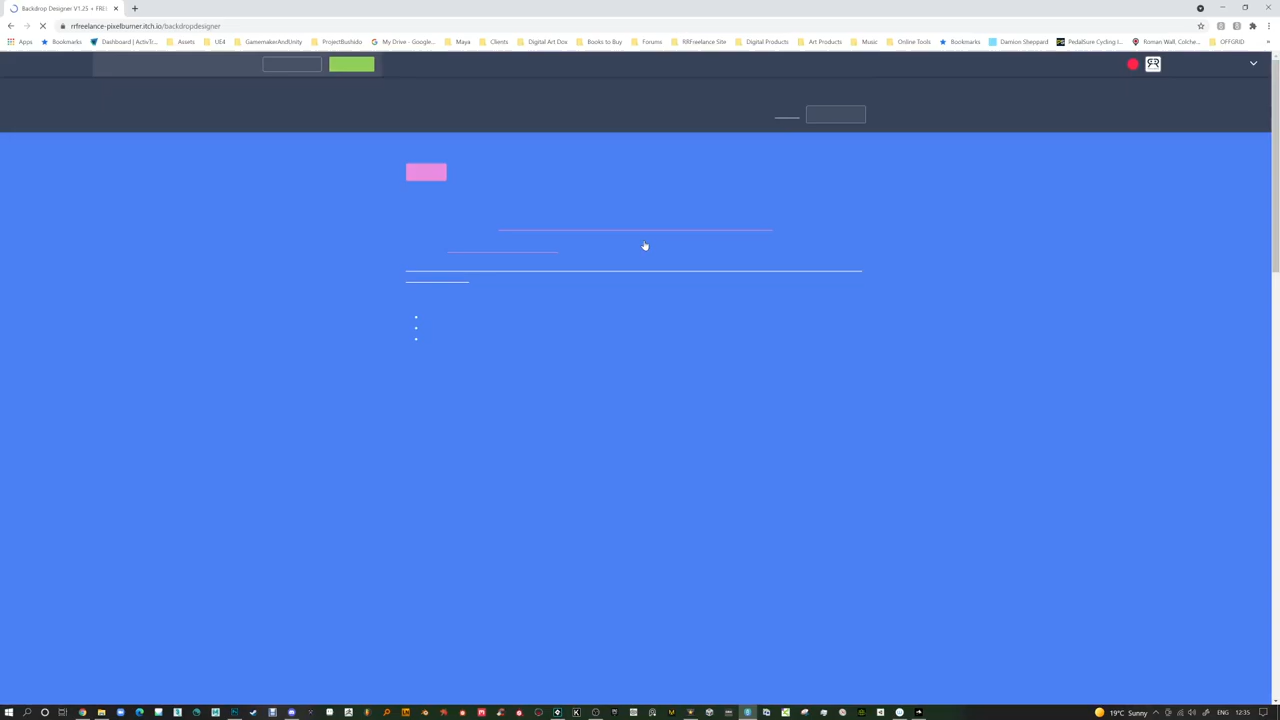 Backdrop Designer V1.25 + FRI
rrfreelance-pixelburner.itch.io/backdropdesigner
Apps Bookmarks Dashboard | ActivTr... Assets UE4 GamemakerAndUnity ProjectBushido My Drive - Google... Maya Clients Digital Art Dox Books to Buy Forums RRFreelance Site Digital Products Art Products Music Online Tools Bookmarks Damion Sheppard PedalSure Cycling I... Roman Wall, Colche... OFFGRID »
19°C Sunny ENG 12:35